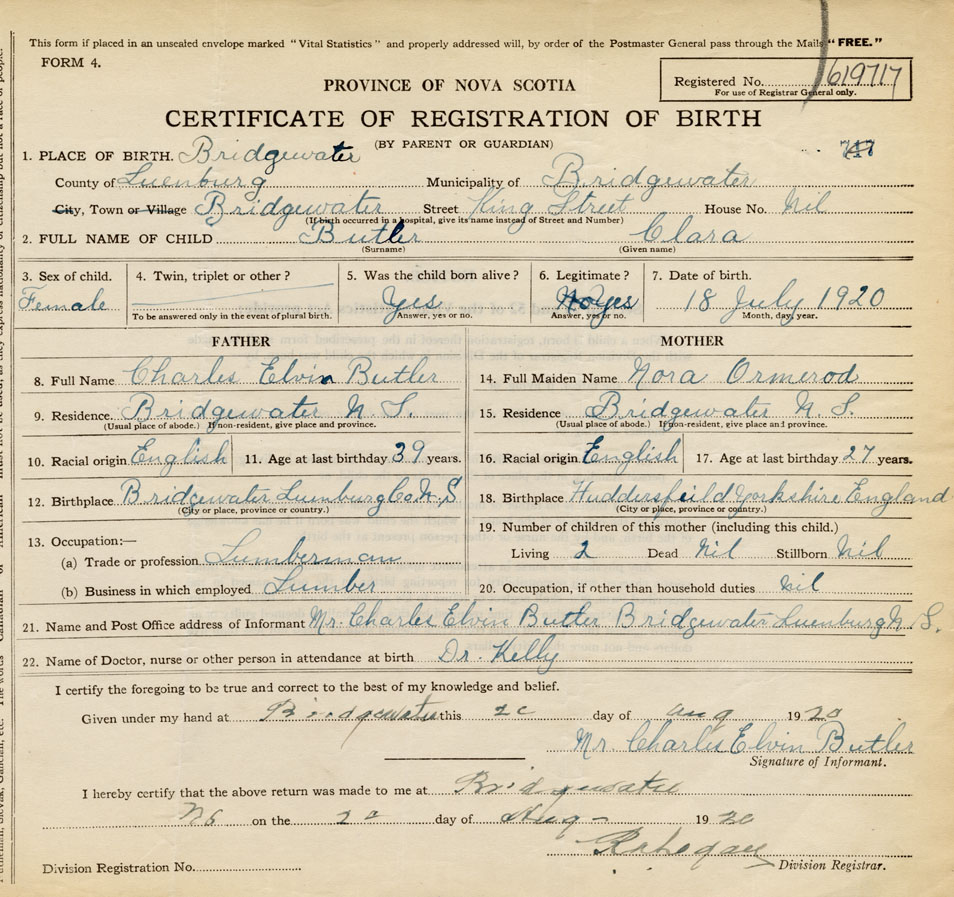 This form if placed in an unsealed envelope marked "Vital Statistics" and properly addressed will, by order of the Postmaster General pass through the Mails "FREE."
FORM 4.
Registered No. 619717
For use of Registrar General only.
PROVINCE OF NOVA SCOTIA
CERTIFICATE OF REGISTRATION OF BIRTH
(BY PARENT OR GUARDIAN)
1. PLACE OF BIRTH. Bridgewater
County of Luenburg Municipality of Bridgewater
City, Town or Village Bridgewater Street King Street House No. Nil
(If birth occurred in a hospital, give its name instead of Street and Number)
2. FULL NAME OF CHILD Butler Clara
(Surname) (Given name)
3. Sex of child. 4. Twin, triplet or other? 5. Was the child born alive? 6. Legitimate? 7. Date of birth.
Female Yes No Yes 18 July 1920
To be answered only in the event of plural birth. Answer, yes or no. Answer, yes or no. Month, day, year.
FATHER MOTHER
8. Full Name Charles Elvin Butler 14. Full Maiden Name Nora Ormerod
9. Residence. Bridgewater N. S. 15. Residence Bridgewater N. S.
(Usual place of abode.) If non-resident, give place and province. (Usual place of abode.) If non-resident, give place and province.
10. Racial origin English 11. Age at last birthday 39 years. 16. Racial origin English 17. Age at last birthday 27 years.
12. Birthplace Bridgewater Luenburg Co N.S 18. Birthplace Huddersfeild Yorkshire England
(City or place, province or country.) (City or place, province or country.)
13. Occupation:— 19. Number of children of this mother (including this child.)
(a) Trade or profession Lumberman Living 2 Dead Nil Stillborn Nil
(b) Business in which employed Lumber 20. Occupation, if other than household duties Nil
21. Name and Post Office address of Informant Mr. Charles Elvin Butler Bridgewater Luenburg N. S.
22. Name of Doctor, nurse or other person in attendance at birth Dr. Kelly
I certify the foregoing to be true and correct to the best of my knowledge and belief.
Given under my hand at Bridgewater this day of Aug 1920
Mr. Charles Elvin Butler
Signature of Informant.
I hereby certify that the above return was made to me at Bridgewater
NS on the day of Aug - 1920
Division Registration No. Division Registrar.